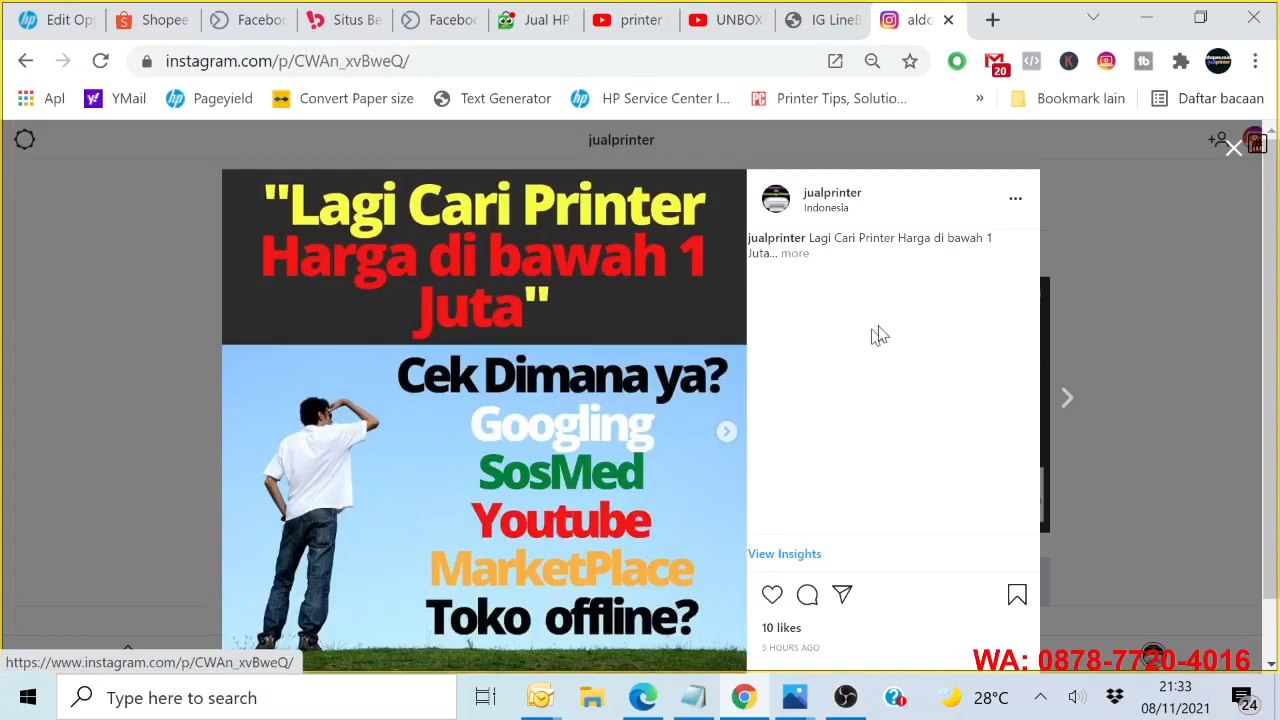 Edit Op
Shope
Facebo
Situs Be
Facebo
Jual HP
printer
UNBOX
IG LineB
aldo
instagram.com/p/CWAn_xvBweQ/
20
Apl
YMail
Pageyield
Convert Paper size
Text Generator
HP Service Center I...
Printer Tips, Solutio...
»
Bookmark lain
Daftar bacaan
jualprinter
"Lagi Cari Printer
Harga di bawah 1
Juta"
Cek Dimana ya?
Googling
SosMed
Youtube
MarketPlace
Toko offline?
jualprinter
Indonesia
jualprinter Lagi Cari Printer Harga di bawah 1
Juta... more
View Insights
10 likes
5 HOURS AGO
https://www.instagram.com/p/CWAn_xvBweQ/
WA: 0878-7720-4016
Type here to search
28°C
21:33
08/11/2021
24